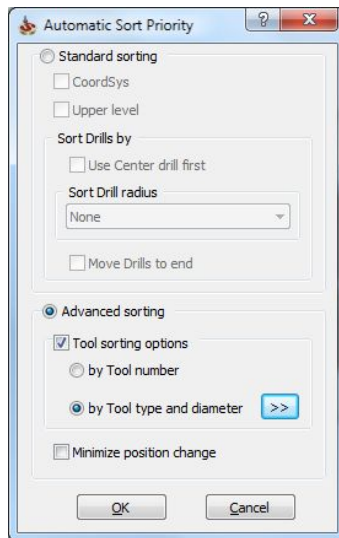 Automatic Sort Priority
Standard sorting
CoordSys
Upper level
Sort Drills by
Use Center drill first
Sort Drill radius
None
Move Drills to end
Advanced sorting
Tool sorting options
by Tool number
by Tool type and diameter >>
Minimize position change
OK Cancel